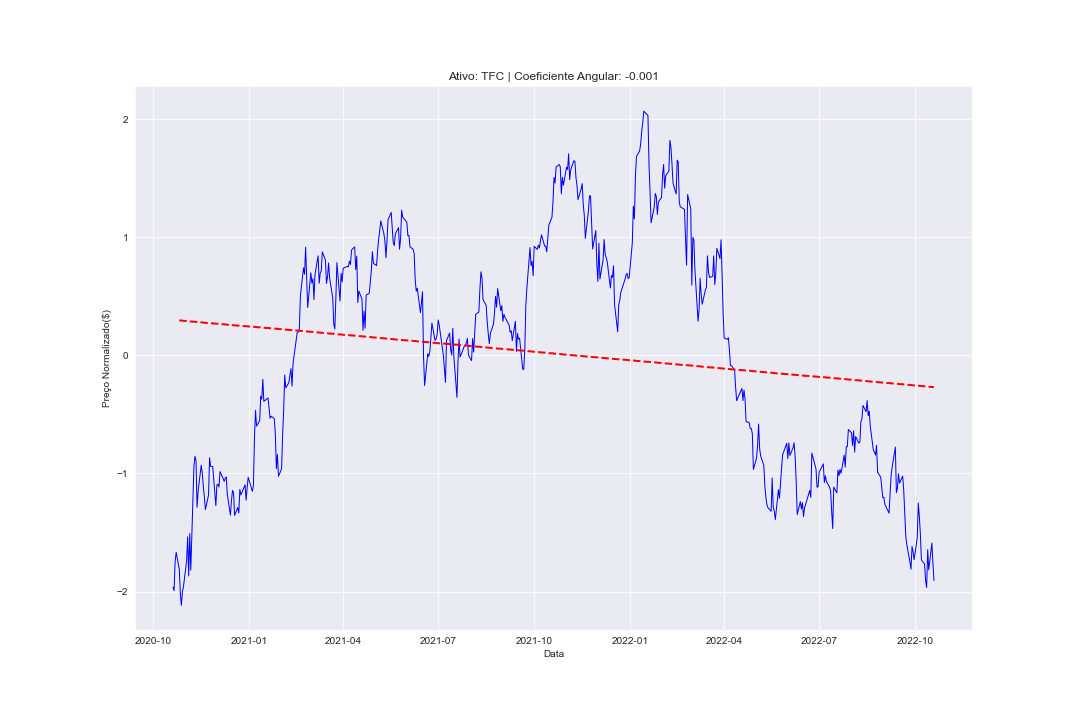 Ativo: TFC | Coeficiente Angular: -0.001
Preço Normalizado($)
2
1
0
−1
−2
2020-10 2021-01 2021-04 2021-07 2021-10 2022-01 2022-04 2022-07 2022-10
Data